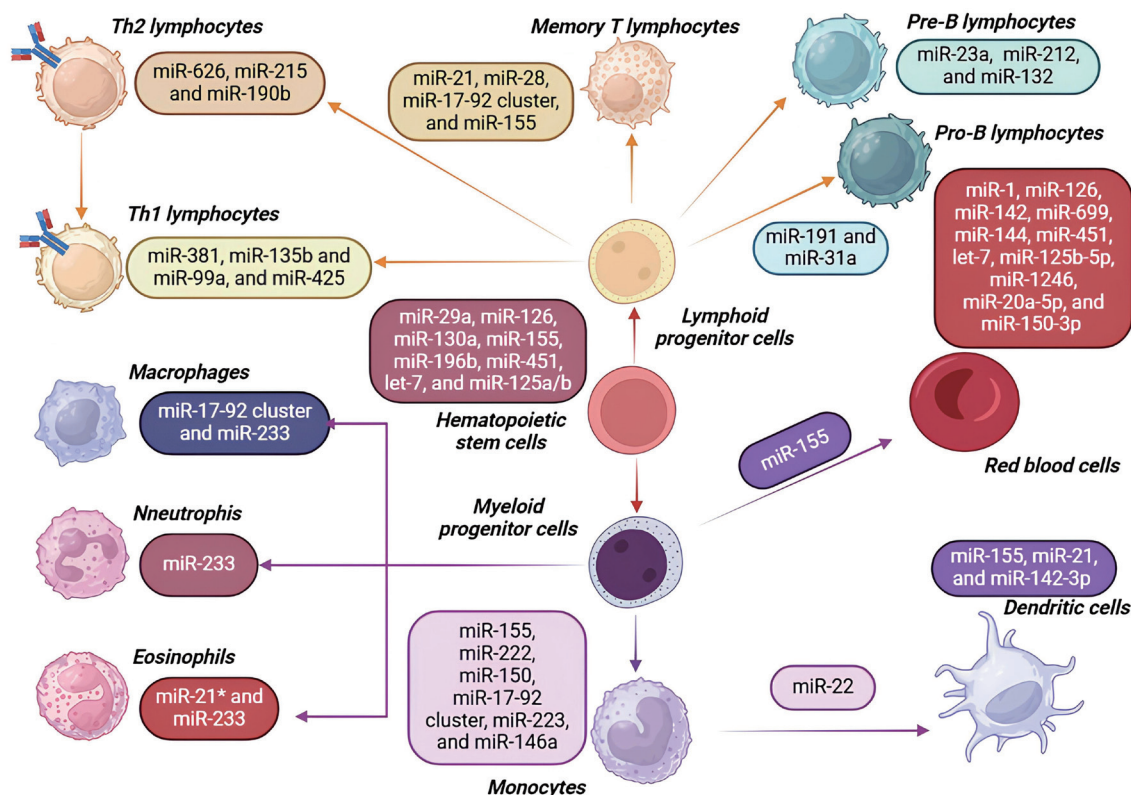 Th2 lymphocytes
miR-626, miR-215
and miR-190b
Memory T lymphocytes
miR-21, miR-28,
miR-17-92 cluster,
and miR-155
Pre-B lymphocytes
miR-23a, miR-212,
and miR-132
Pro-B lymphocytes
miR-191 and
miR-31a
miR-1, miR-126,
miR-142, miR-699,
miR-144, miR-451,
let-7, miR-125b-5p,
miR-1246,
miR-20a-5p, and
miR-150-3p
Red blood cells
Th1 lymphocytes
miR-381, miR-135b and
miR-99a, and miR-425
Lymphoid
progenitor cells
miR-29a, miR-126,
miR-130a, miR-155,
miR-196b, miR-451,
let-7, and miR-125a/b
Hematopoietic
stem cells
Macrophages
miR-17-92 cluster
and miR-233
miR-155
Myeloid
progenitor cells
Nneutrophis
miR-233
miR-155, miR-21,
and miR-142-3p
Dendritic cells
Eosinophils
miR-21* and
miR-233
miR-155,
miR-222,
miR-150,
miR-17-92
cluster, miR-223,
and miR-146a
Monocytes
miR-22